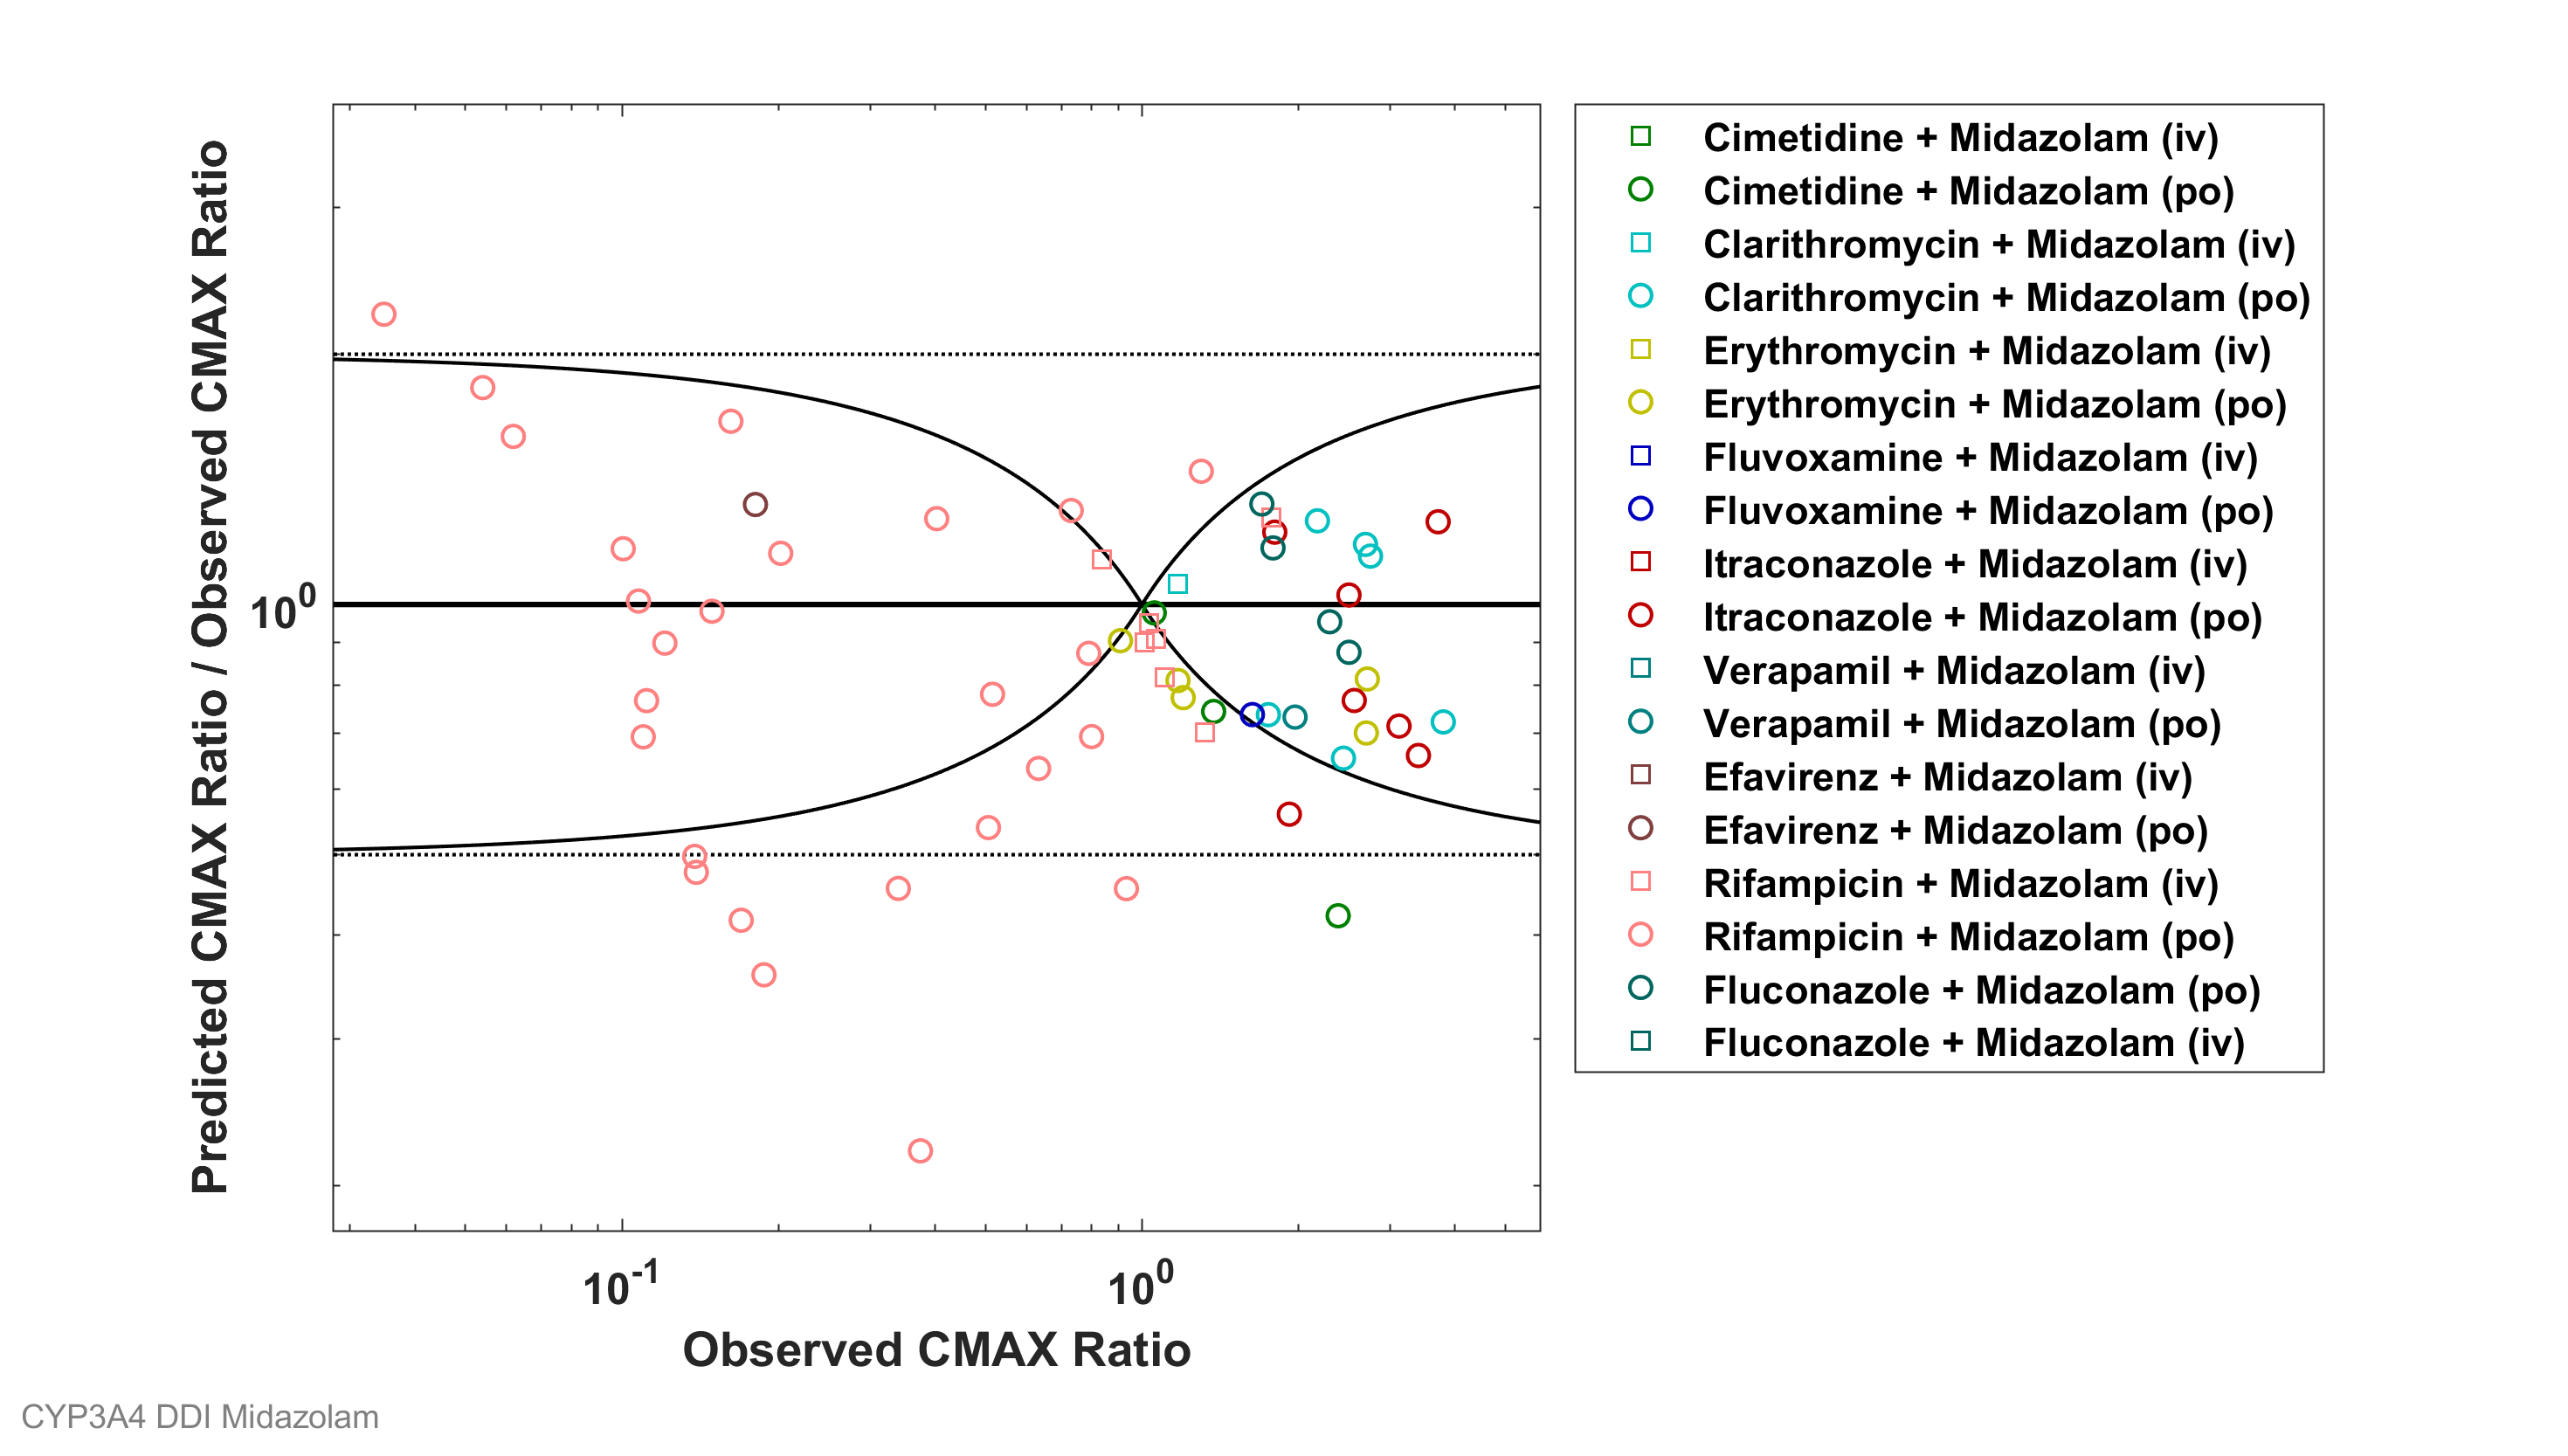 Predicted CMAX Ratio / Observed CMAX Ratio
10^0
10^-1
10^0
Observed CMAX Ratio
Cimetidine + Midazolam (iv)
Cimetidine + Midazolam (po)
Clarithromycin + Midazolam (iv)
Clarithromycin + Midazolam (po)
Erythromycin + Midazolam (iv)
Erythromycin + Midazolam (po)
Fluvoxamine + Midazolam (iv)
Fluvoxamine + Midazolam (po)
Itraconazole + Midazolam (iv)
Itraconazole + Midazolam (po)
Verapamil + Midazolam (iv)
Verapamil + Midazolam (po)
Efavirenz + Midazolam (iv)
Efavirenz + Midazolam (po)
Rifampicin + Midazolam (iv)
Rifampicin + Midazolam (po)
Fluconazole + Midazolam (po)
Fluconazole + Midazolam (iv)
CYP3A4 DDI Midazolam